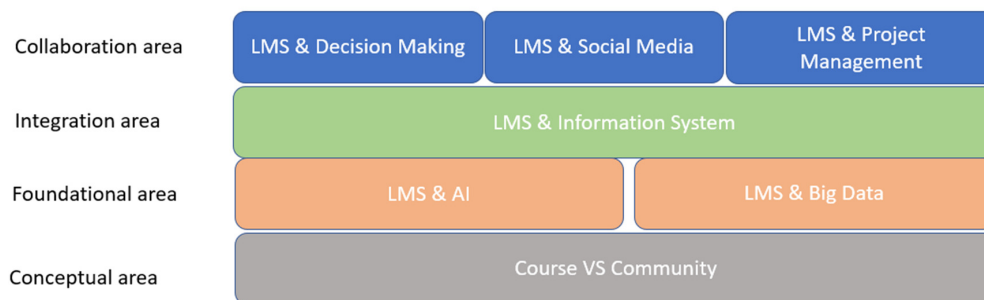 Collaboration area
LMS & Decision Making
LMS & Social Media
LMS & Project
Management
Integration area
LMS & Information System
Foundational area
LMS & AI
LMS & Big Data
Conceptual area
Course VS Community